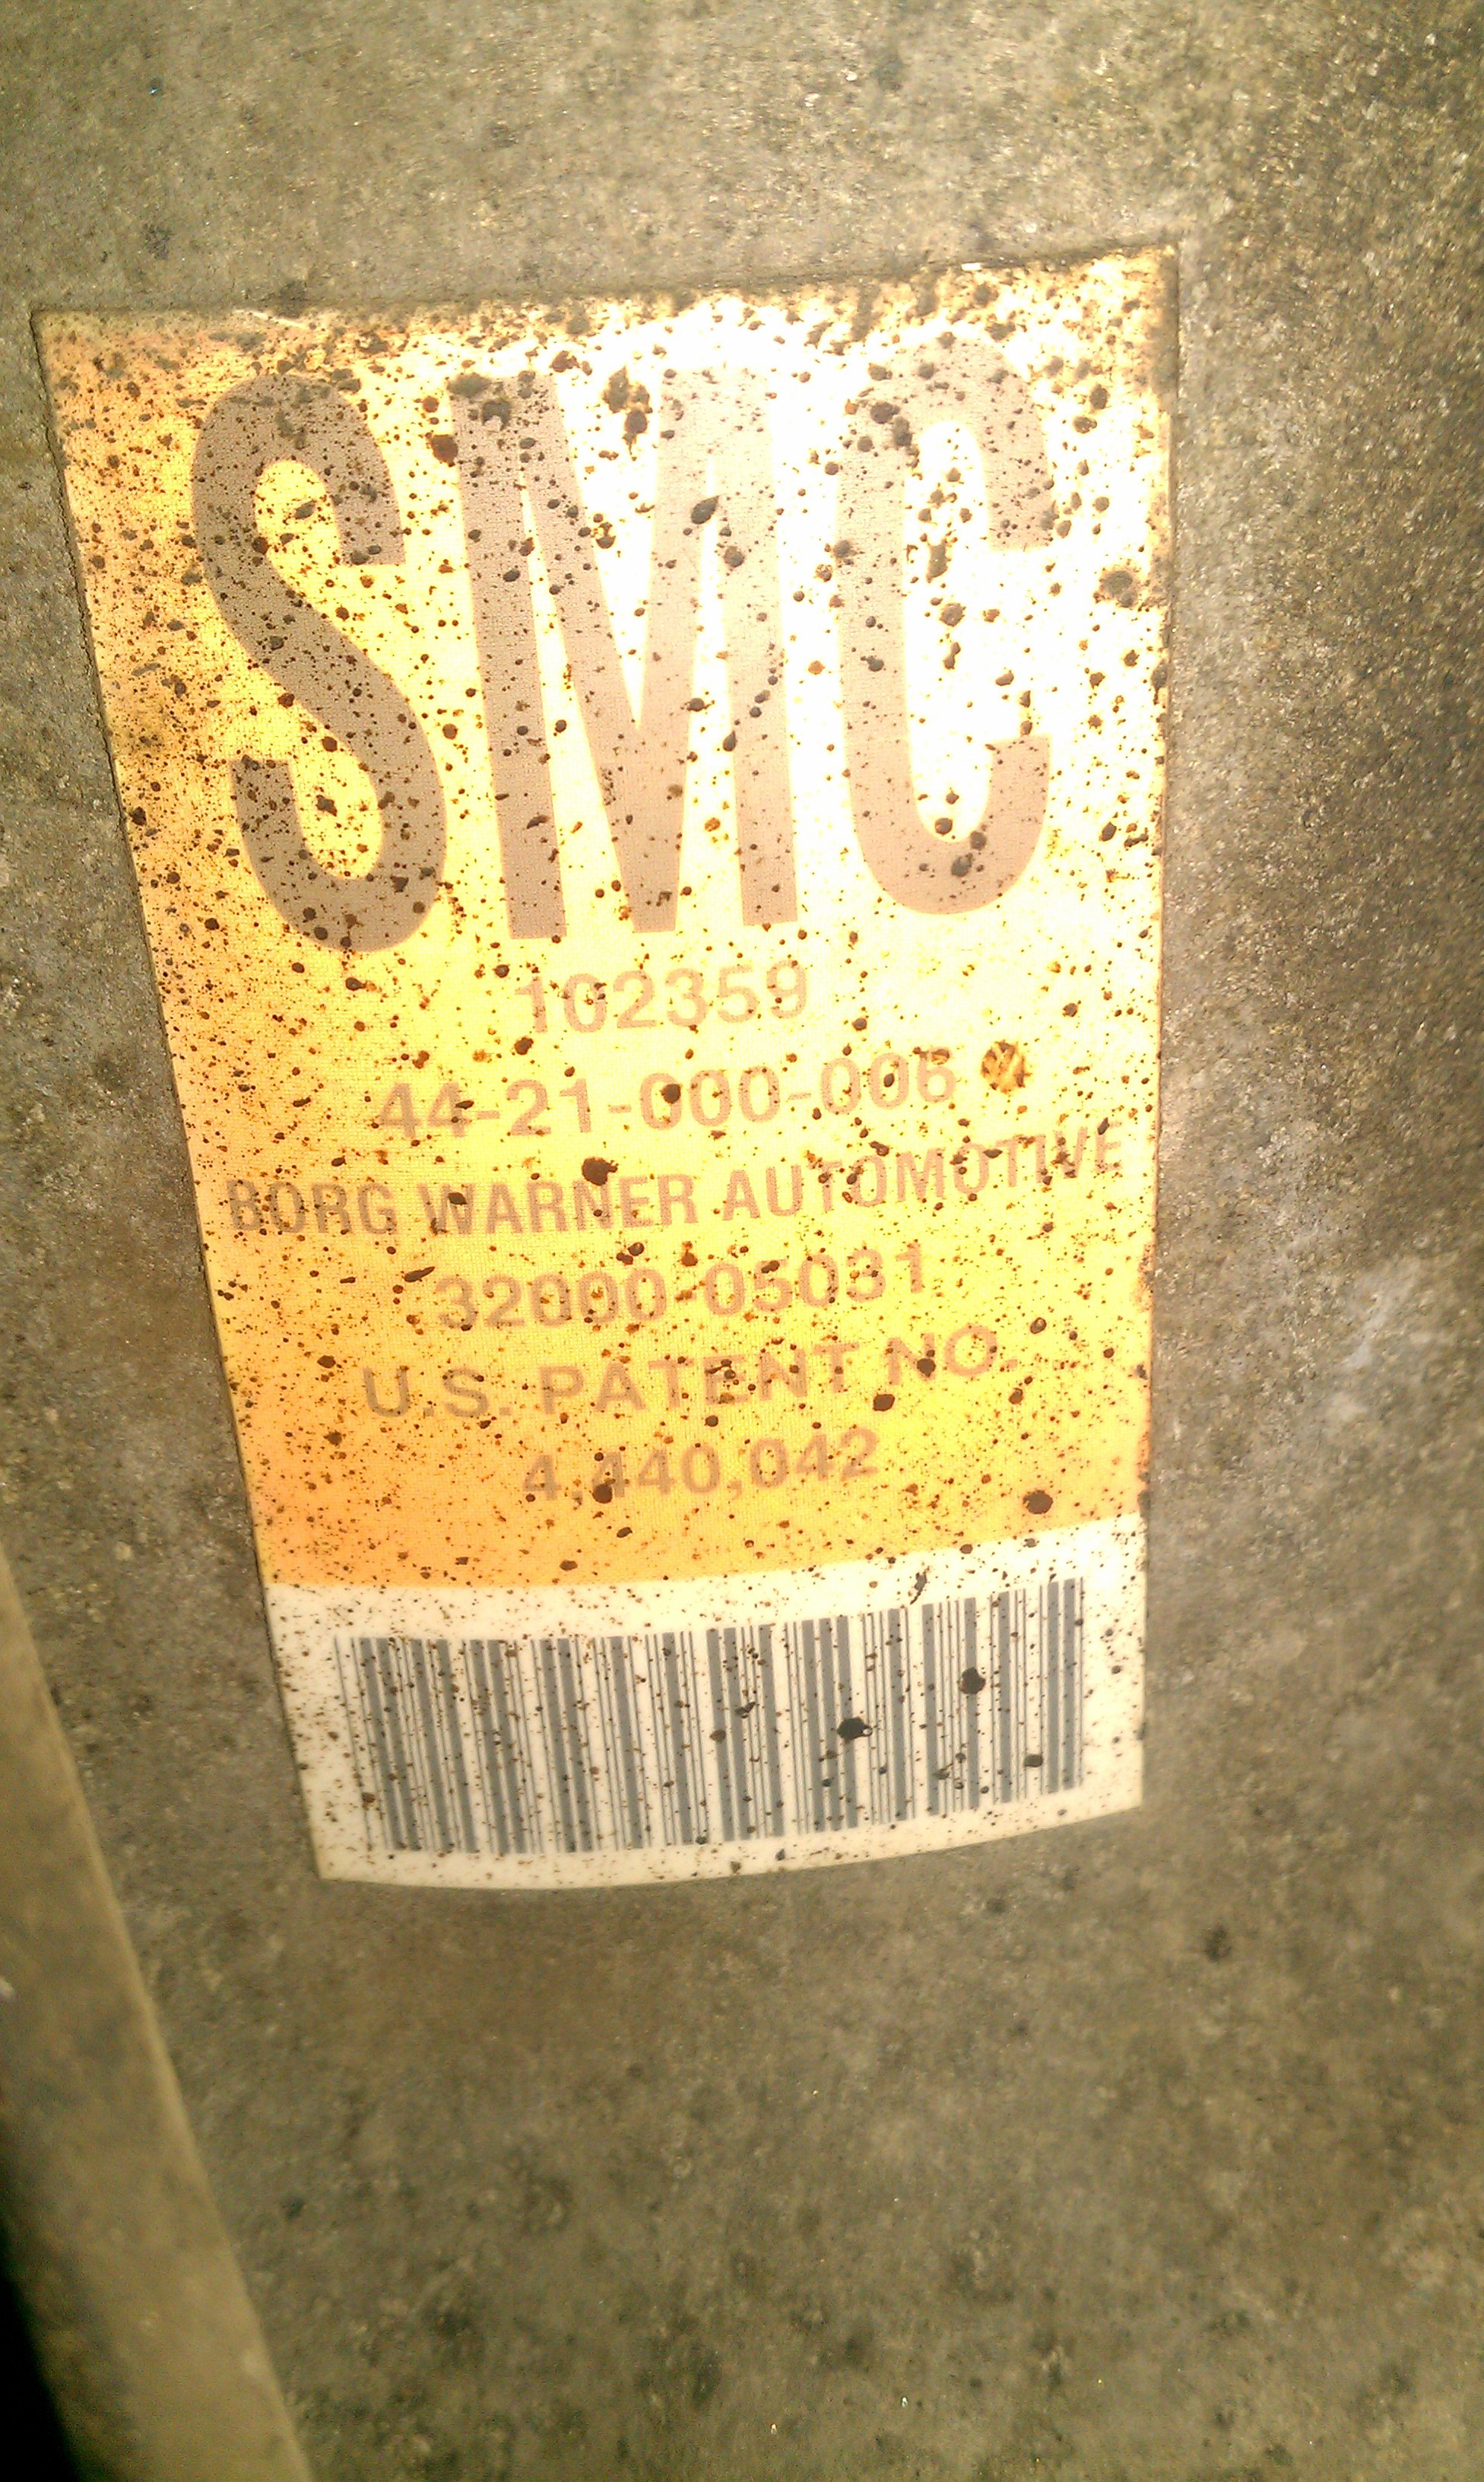 SMC
102359
44-21-000-006
BORG WARNER AUTOMOTIVE
32000-05031
U.S. PATENT NO.
4,440,042